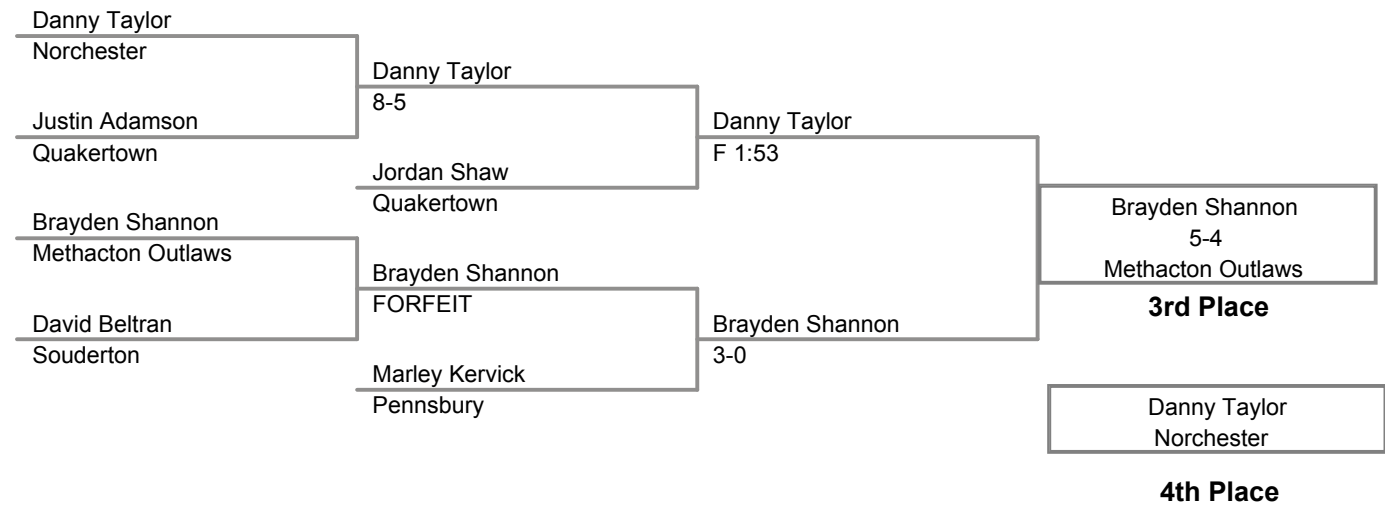 Danny Taylor
Norchester
Danny Taylor
8-5
Justin Adamson
Quakertown
Danny Taylor
F 1:53
Jordan Shaw
Quakertown
Brayden Shannon
Methacton Outlaws
Brayden Shannon
5-4
Methacton Outlaws
3rd Place
Brayden Shannon
FORFEIT
David Beltran
Souderton
Brayden Shannon
3-0
Marley Kervick
Pennsbury
Danny Taylor
Norchester
4th Place